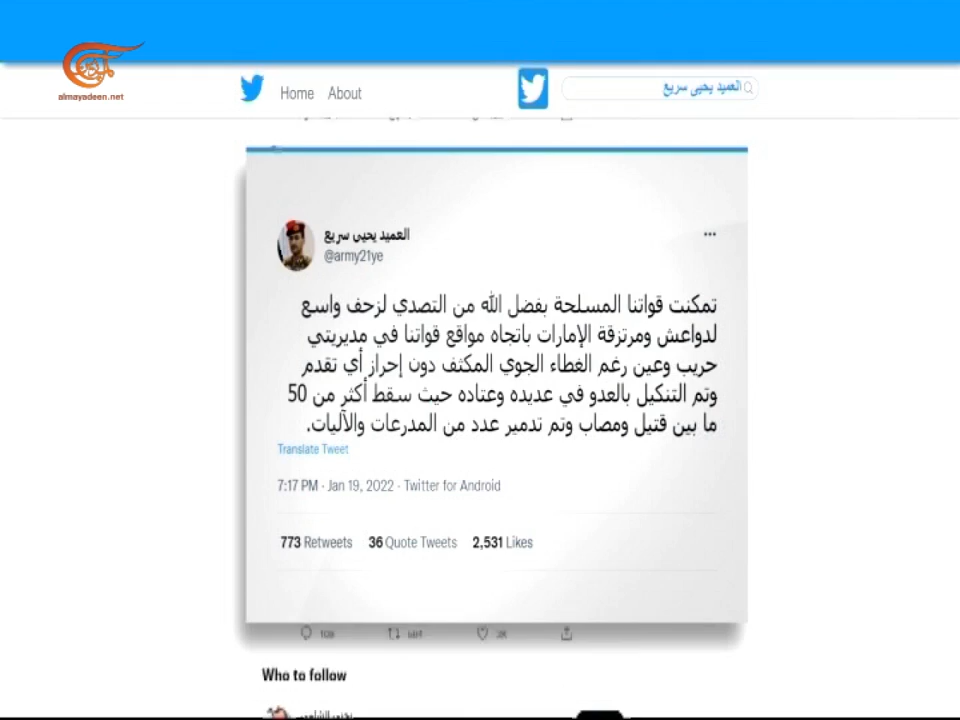 almayadeen.net
Home About
العميد يحيى سريع
العميد يحيى سريع
@army21ye
تمكنت قواتنا المسلحة بفضل الله من التصدي لزحف واسع
لدواعش ومرتزقة الإمارات باتجاه مواقع قواتنا في مديريتي
حريب وعين رغم الغطاء الجوي المكثف دون إحراز أي تقدم
وتم التنكيل بالعدو في عديده وعتاده حيث سقط أكثر من 50
ما بين قتيل ومصاب وتم تدمير عدد من المدرعات والآليات.
Translate Tweet
7:17 PM · Jan 19, 2022 · Twitter for Android
773 Retweets 36 Quote Tweets 2,531 Likes
Who to follow